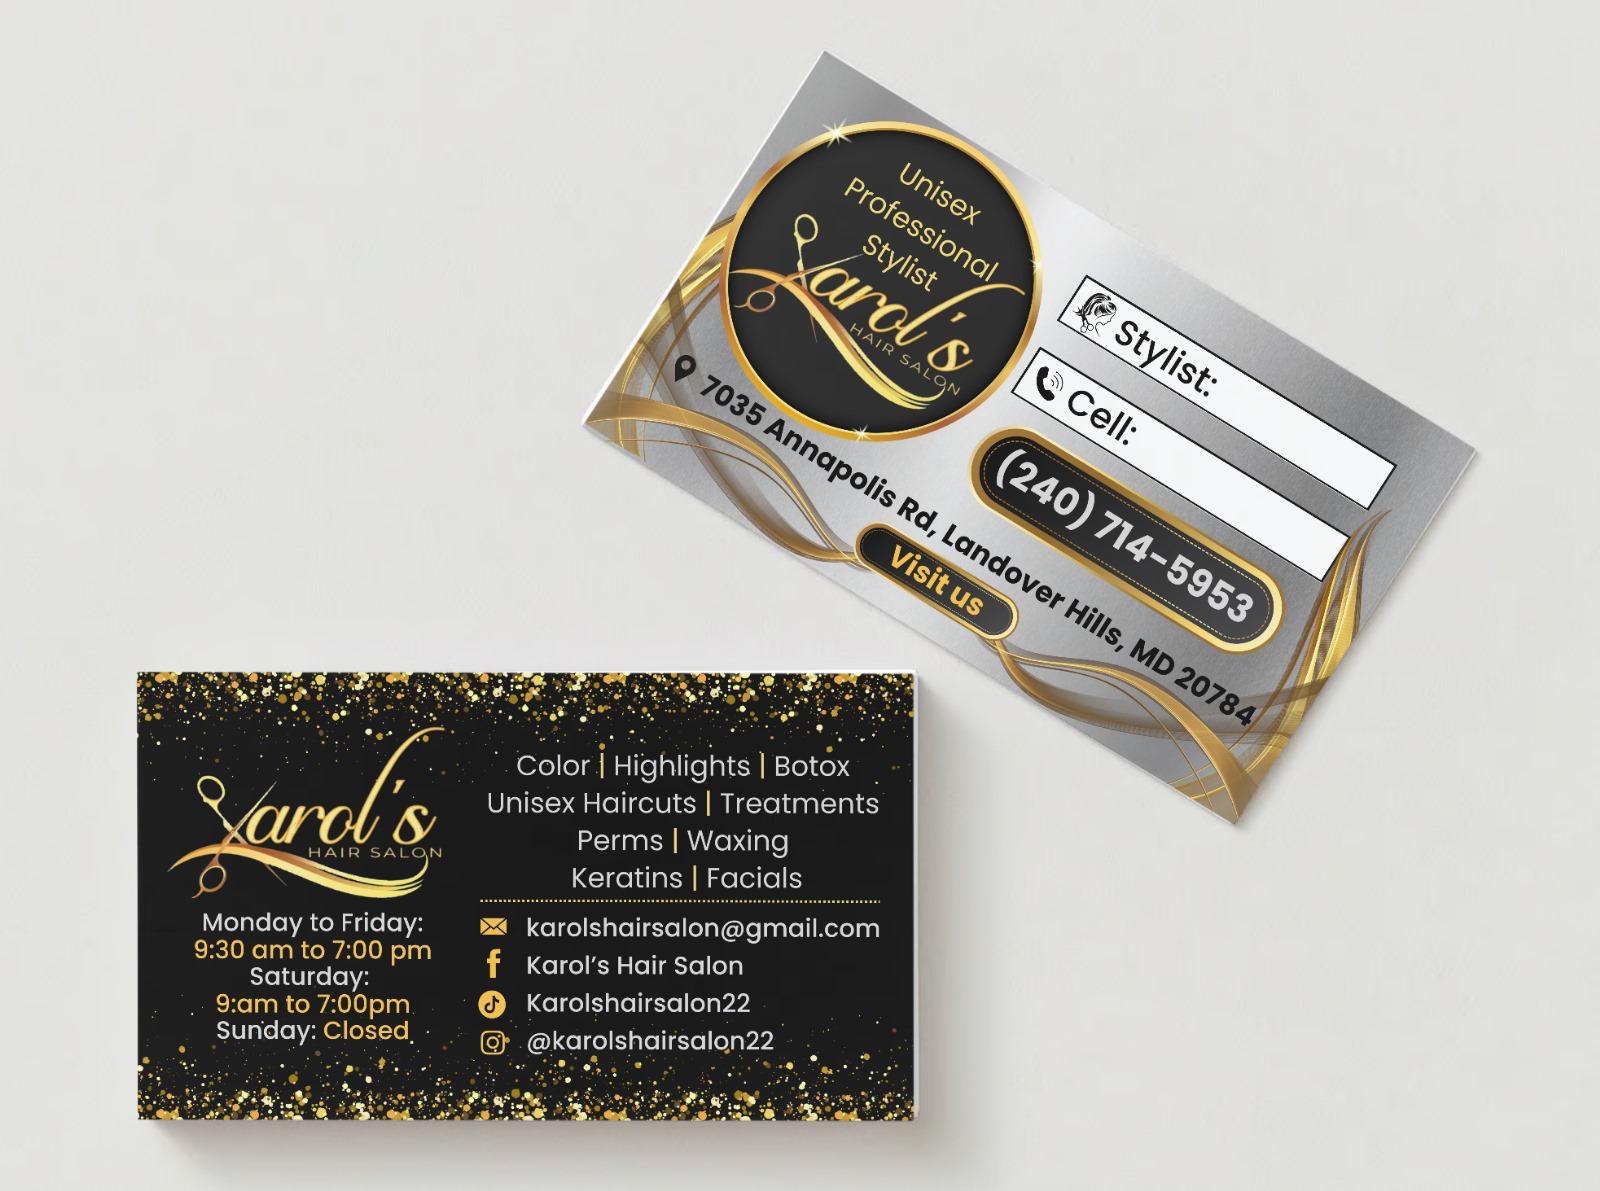 Unisex
Professional
Stylist
Karol's
HAIR SALON
Stylist:
Cell:
(240) 714-5953
7035 Annapolis Rd, Landover Hills, MD 20784
Visit us
Karol's
HAIR SALON
Monday to Friday:
9:30 am to 7:00 pm
Saturday:
9:am to 7:00pm
Sunday: Closed
Color | Highlights | Botox
Unisex Haircuts | Treatments
Perms | Waxing
Keratins | Facials
karolshairsalon@gmail.com
Karol's Hair Salon
Karolshairsalon22
@karolshairsalon22